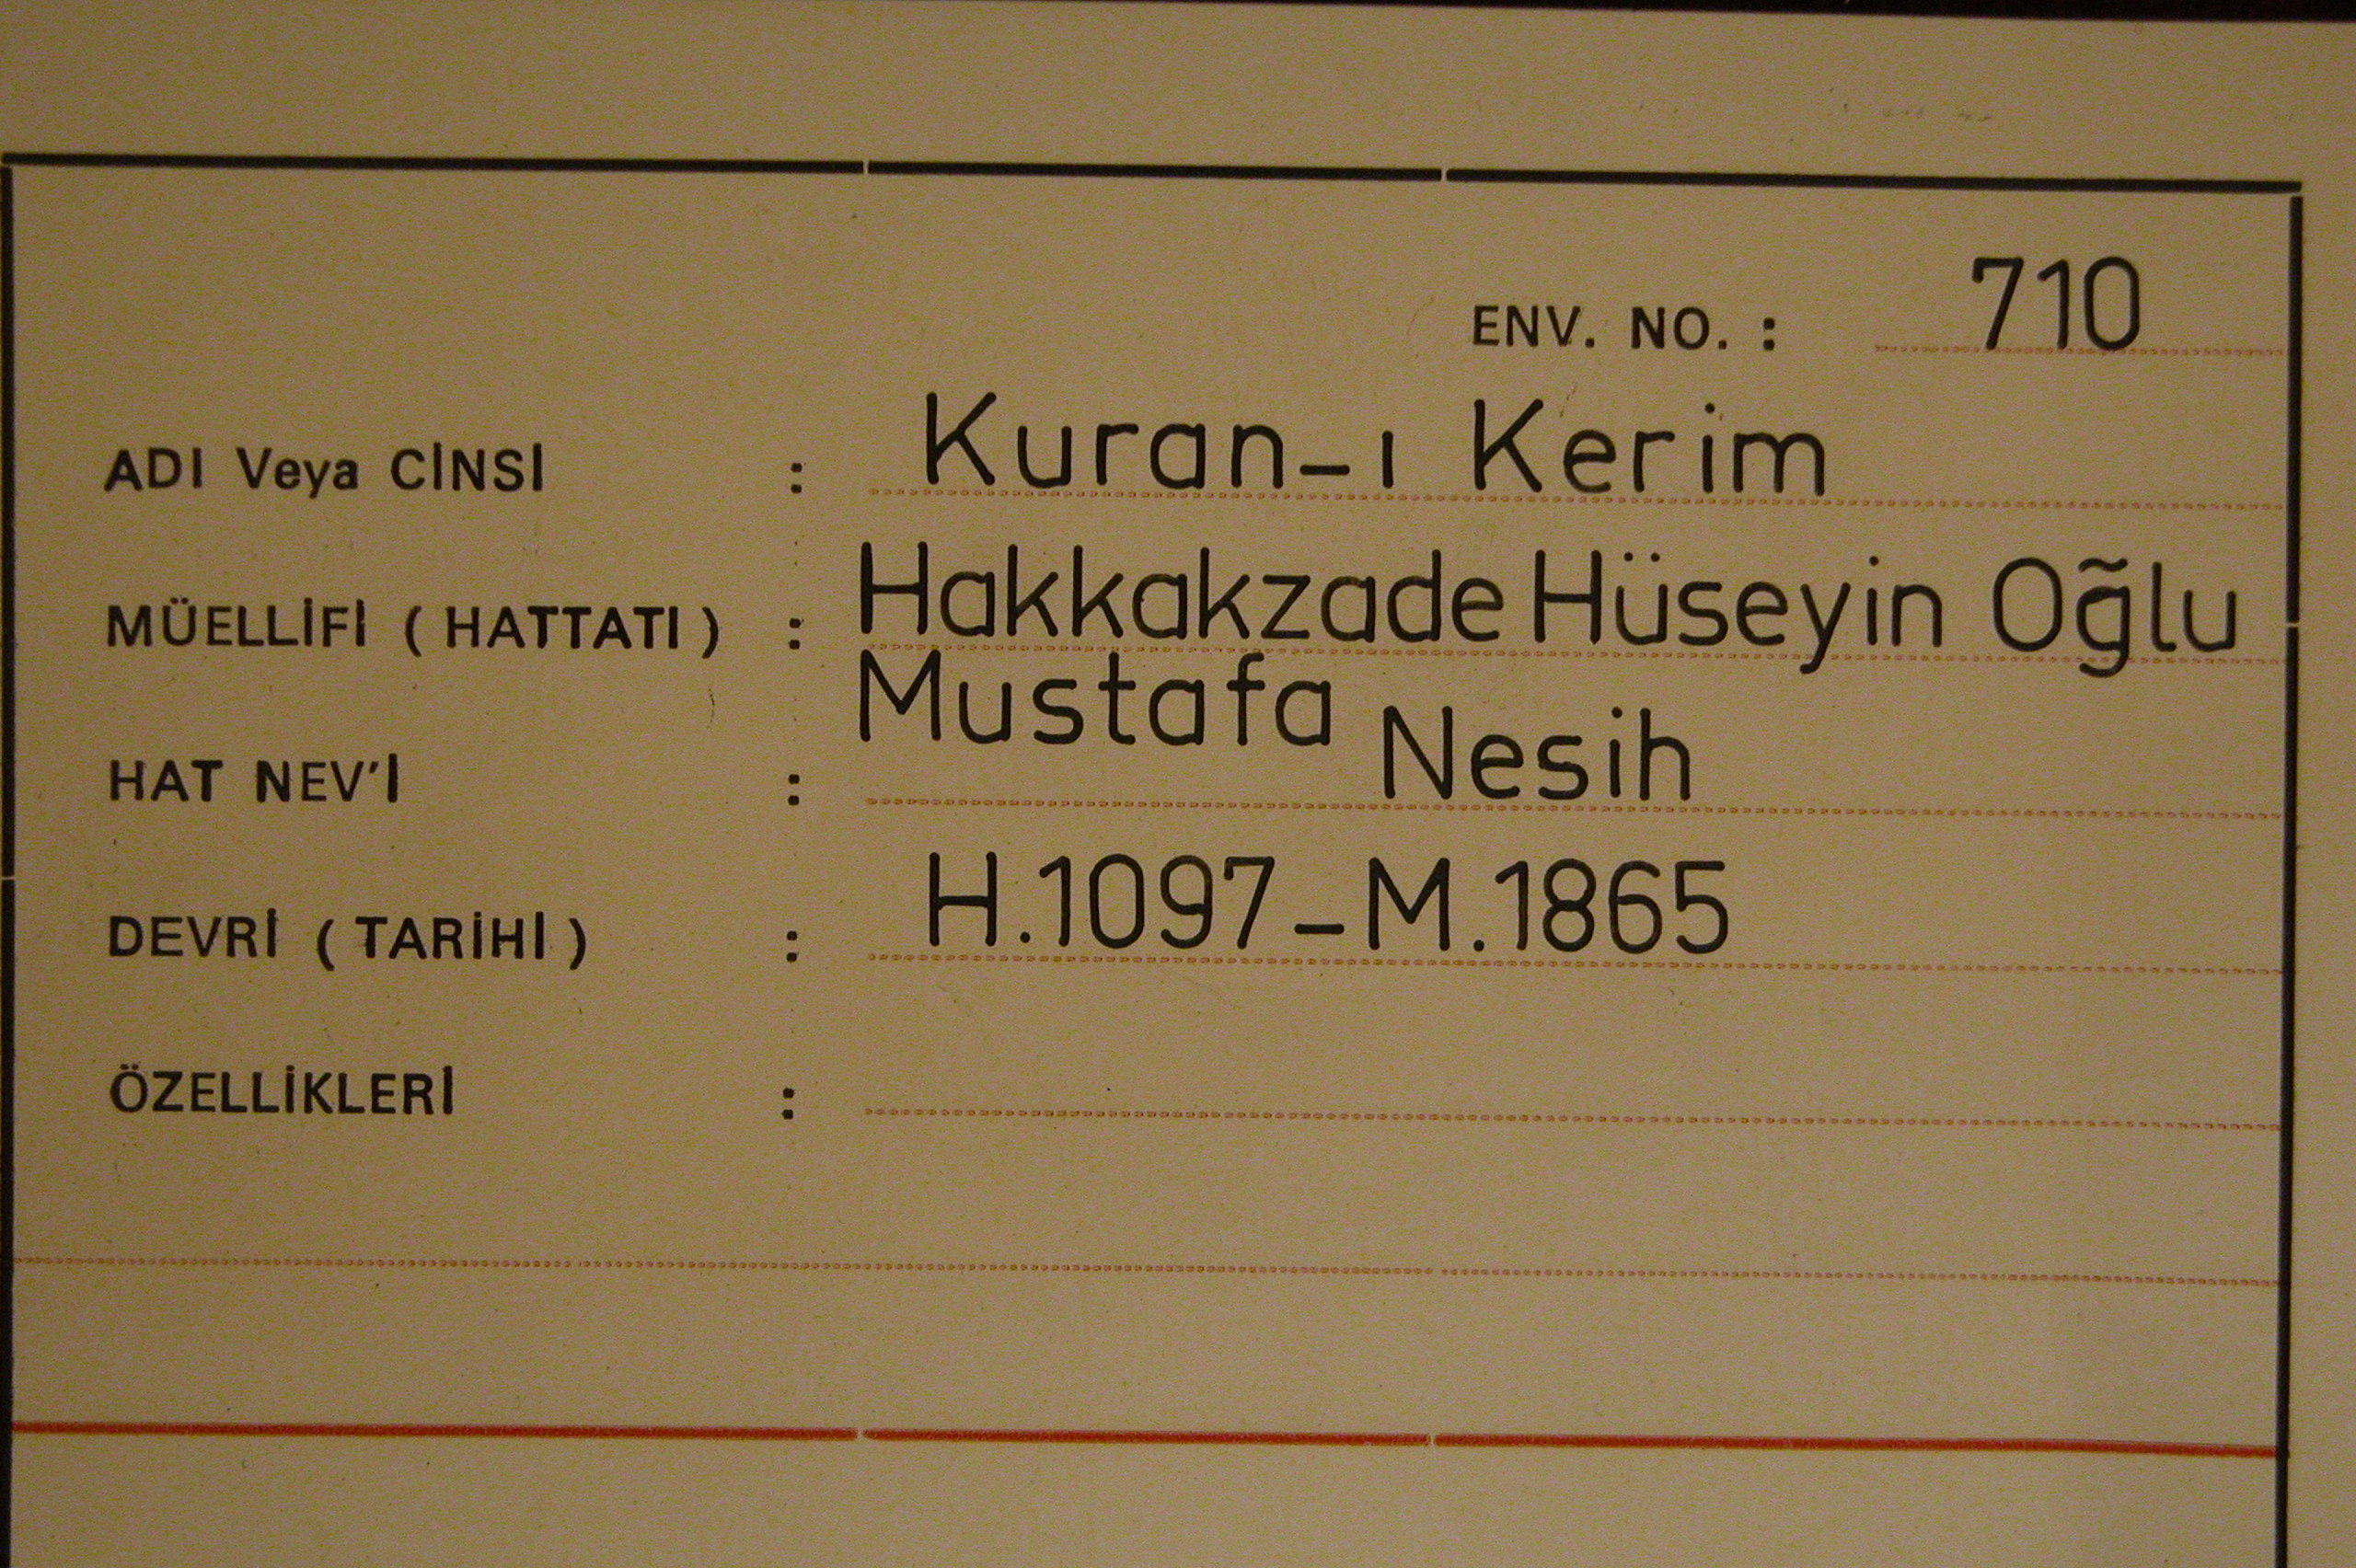 ENV. NO. : 710
ADI Veya CİNSİ : Kuran-ı Kerim
MÜELLİFİ ( HATTATI ) : Hakkakzade Hüseyin Oğlu
Mustafa
HAT NEV'İ : Nesih
DEVRİ ( TARİHİ ) : H.1097-M.1865
ÖZELLİKLERİ :